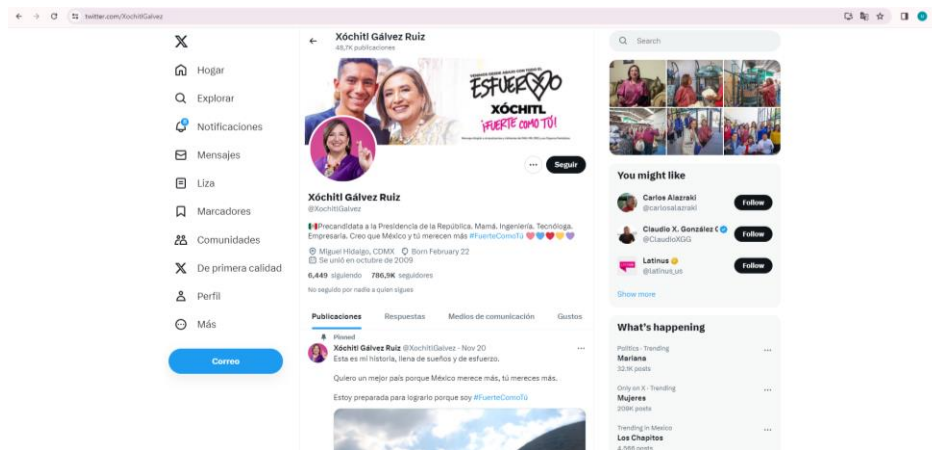 twitter.com/XochitlGalvez
X
Hogar
Explorar
Notificaciones
Mensajes
Liza
Marcadores
Comunidades
De primera calidad
Perfil
Más
Correo
Xóchitl Gálvez Ruiz
48,7K publicaciones
ESFUERZO
XÓCHITL
¡FUERTE COMO TÚ!
Seguir
Xóchitl Gálvez Ruiz
@XochitlGalvez
Precandidata a la Presidencia de la República. Mamá. Ingeniería. Tecnóloga.
Empresaria. Creo que México y tú merecen más #FuerteComoTú
Miguel Hidalgo, CDMX Born February 22
Se unió en octubre de 2009
6,449 siguiendo 786,9K seguidores
No seguido por nadie a quien sigues
Publicaciones Respuestas Medios de comunicación Gustos
Pinned
Xóchitl Gálvez Ruiz @XochitlGalvez - Nov 20
Esta es mi historia, llena de sueños y de esfuerzo.
Quiero un mejor país porque México merece más, tú mereces más.
Estoy preparada para lograrlo porque soy #FuerteComoTú
Search
You might like
Carlos Alazraki
@carlosalazraki
Follow
Claudio X. González G
@ClaudioXGG
Follow
Latinus
@latinus_us
Follow
Show more
What's happening
Politics - Trending
Mariana
32.1K posts
Only on X - Trending
Mujeres
209K posts
Trending in Mexico
Los Chapitos
4,568 posts